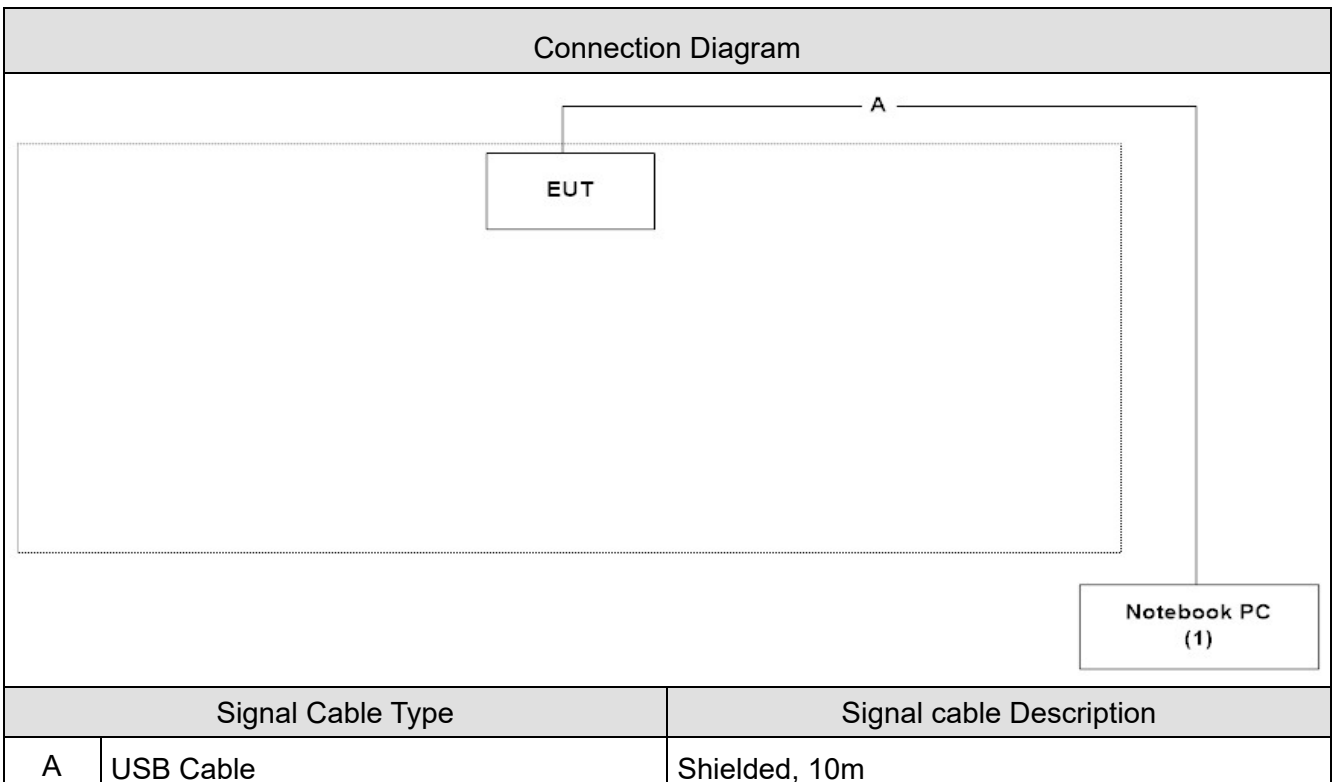 Connection Diagram
A
EUT
Notebook PC
(1)
Signal Cable Type Signal cable Description
A USB Cable Shielded, 10m